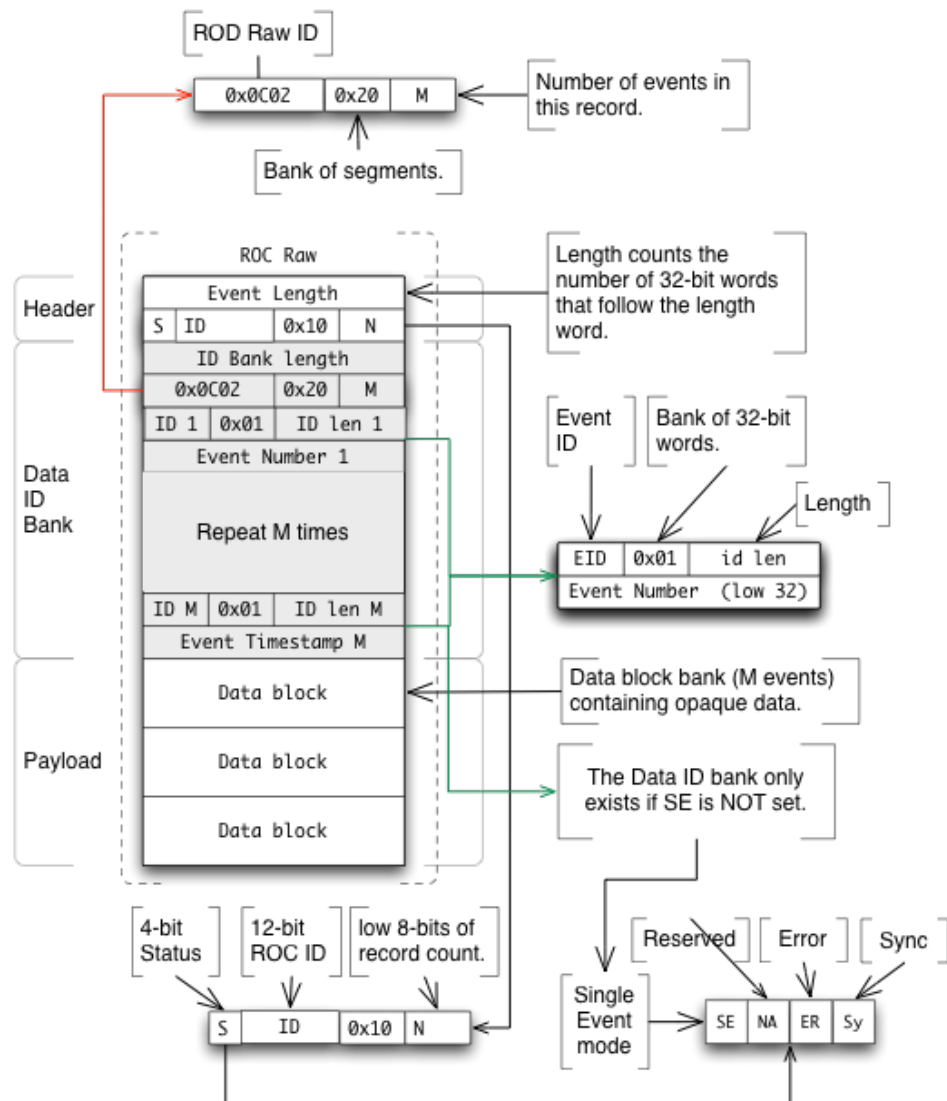 ROD Raw ID
0x0C02 0x20 M
Number of events in
this record.
Bank of segments.
ROC Raw
Header
Event Length
S ID 0x10 N
Length counts the
number of 32-bit words
that follow the length
word.
Data
ID
Bank
ID Bank length
0x0C02 0x20 M
ID 1 0x01 ID len 1
Event Number 1
Repeat M times
ID M 0x01 ID len M
Event Timestamp M
Event
ID
Bank of 32-bit
words.
Length
EID 0x01 id len
Event Number (low 32)
Payload
Data block
Data block
Data block
Data block bank (M events)
containing opaque data.
The Data ID bank only
exists if SE is NOT set.
4-bit
Status
12-bit
ROC ID
low 8-bits of
record count.
S ID 0x10 N
Single
Event
mode
Reserved
Error
Sync
SE NA ER Sy